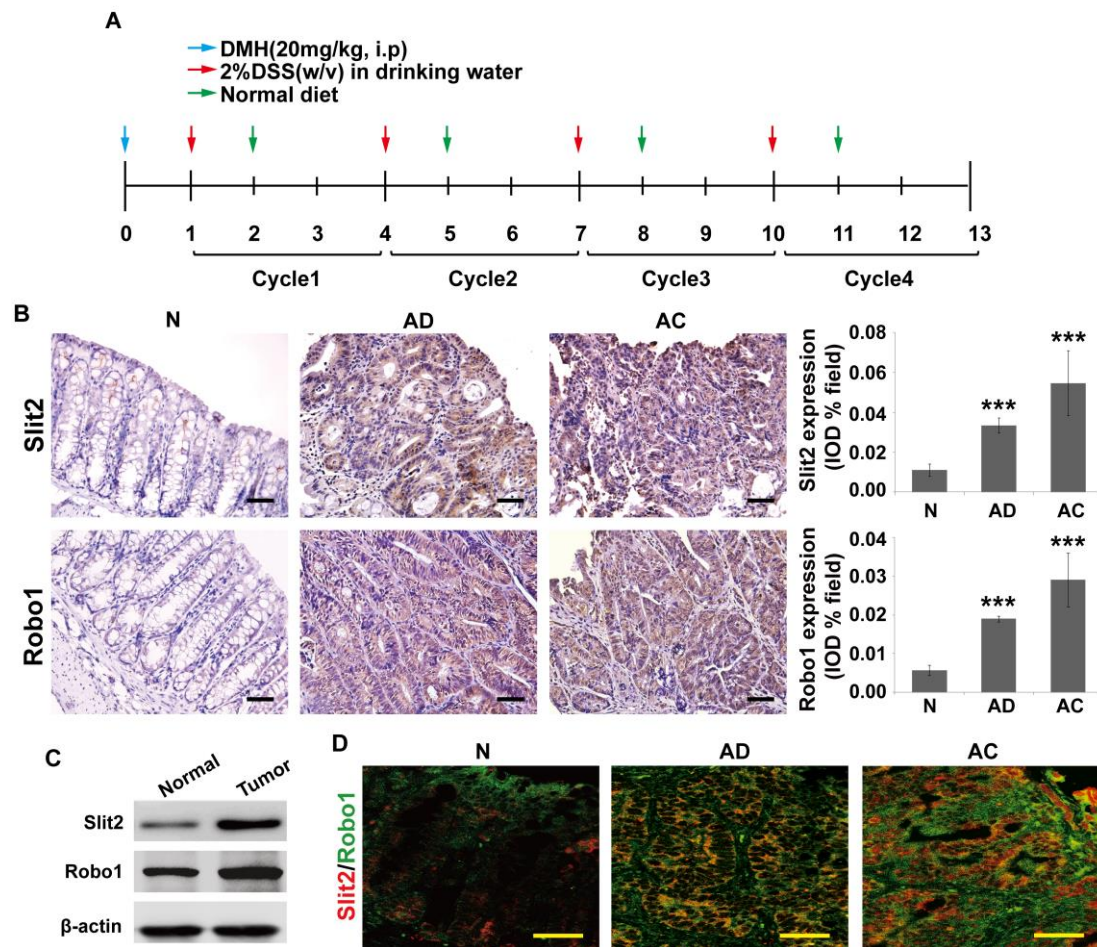 A
DMH(20mg/kg, i.p)
2%DSS(w/v) in drinking water
Normal diet
0 1 2 3 4 5 6 7 8 9 10 11 12 13
Cycle1 Cycle2 Cycle3 Cycle4
B
N AD AC
Slit2
Robo1
Slit2 expression
(IOD % field)
0.08
0.06
0.04
0.02
0.00
*** ***
N AD AC
Robo1 expression
(IOD % field)
0.04
0.03
0.02
0.01
0.00
*** ***
N AD AC
C
Normal Tumor
Slit2
Robo1
β-actin
D
N AD AC
Slit2/Robo1